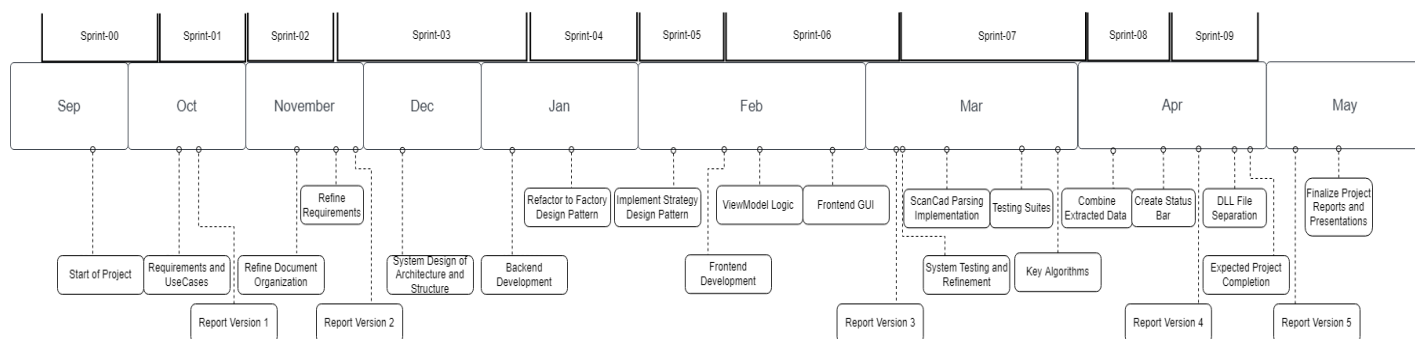 Sprint-00
Sprint-01
Sprint-02
Sprint-03
Sprint-04
Sprint-05
Sprint-06
Sprint-07
Sprint-08
Sprint-09
Sep
Oct
November
Dec
Jan
Feb
Mar
Apr
May
Refine
Requirements
Refactor to Factory
Design Pattern
Implement Strategy
Design Pattern
ViewModel Logic
Frontend GUI
ScanCad Parsing
Implementation
Testing Suites
Combine
Extracted Data
Create Status
Bar
DLL File
Separation
Finalize Project
Reports and
Presentations
Start of Project
Requirements and
UseCases
Refine Document
Organization
System Design of
Architecture and
Structure
Backend
Development
Frontend
Development
System Testing and
Refinement
Key Algorithms
Expected Project
Completion
Report Version 1
Report Version 2
Report Version 3
Report Version 4
Report Version 5